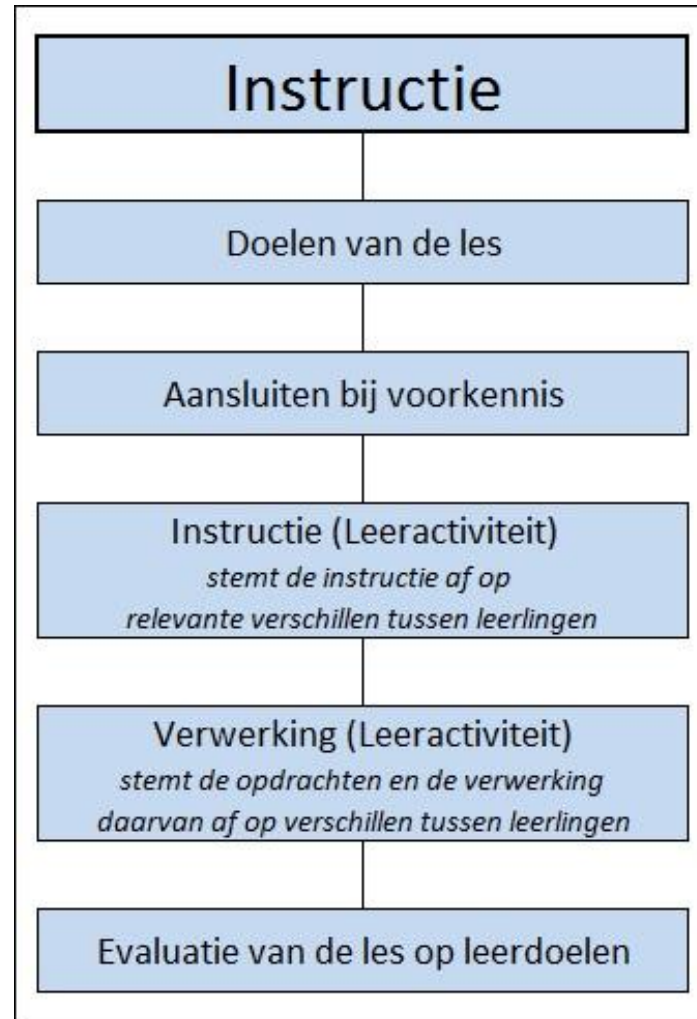 Instructie
Doelen van de les
Aansluiten bij voorkennis
Instructie (Leeractiviteit)
stemt de instructie af op
relevante verschillen tussen leerlingen
Verwerking (Leeractiviteit)
stemt de opdrachten en de verwerking
daarvan af op verschillen tussen leerlingen
Evaluatie van de les op leerdoelen